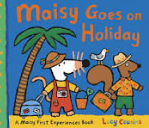 Maisy Goes on
Holiday
A Maisy First Experiences Book
Lucy Cousins